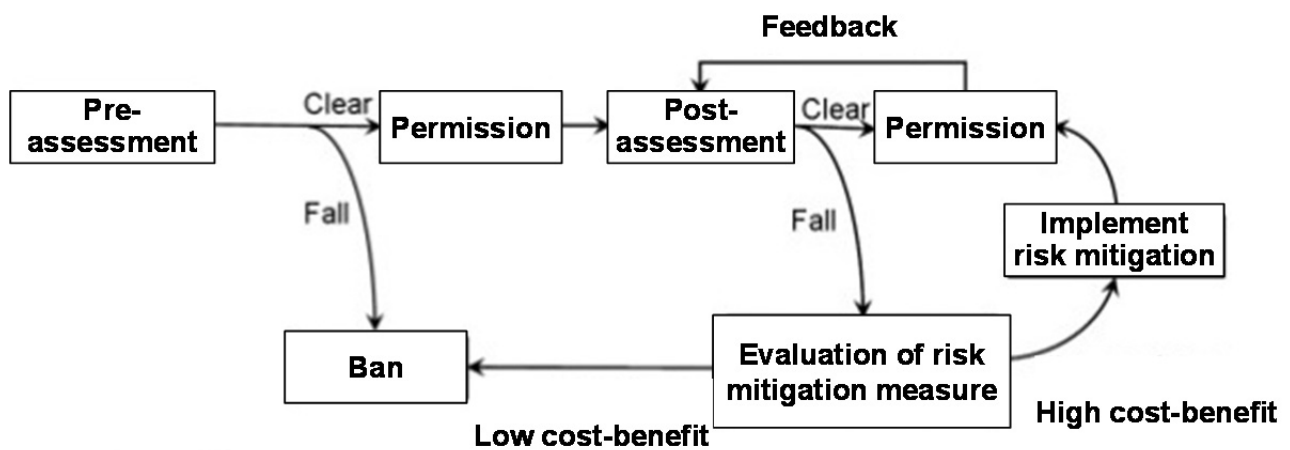 Feedback
Pre-
assessment
Clear
Permission
Post-
assessment
Clear
Permission
Fall
Fall
Implement
risk mitigation
Ban
Evaluation of risk
mitigation measure
Low cost-benefit
High cost-benefit